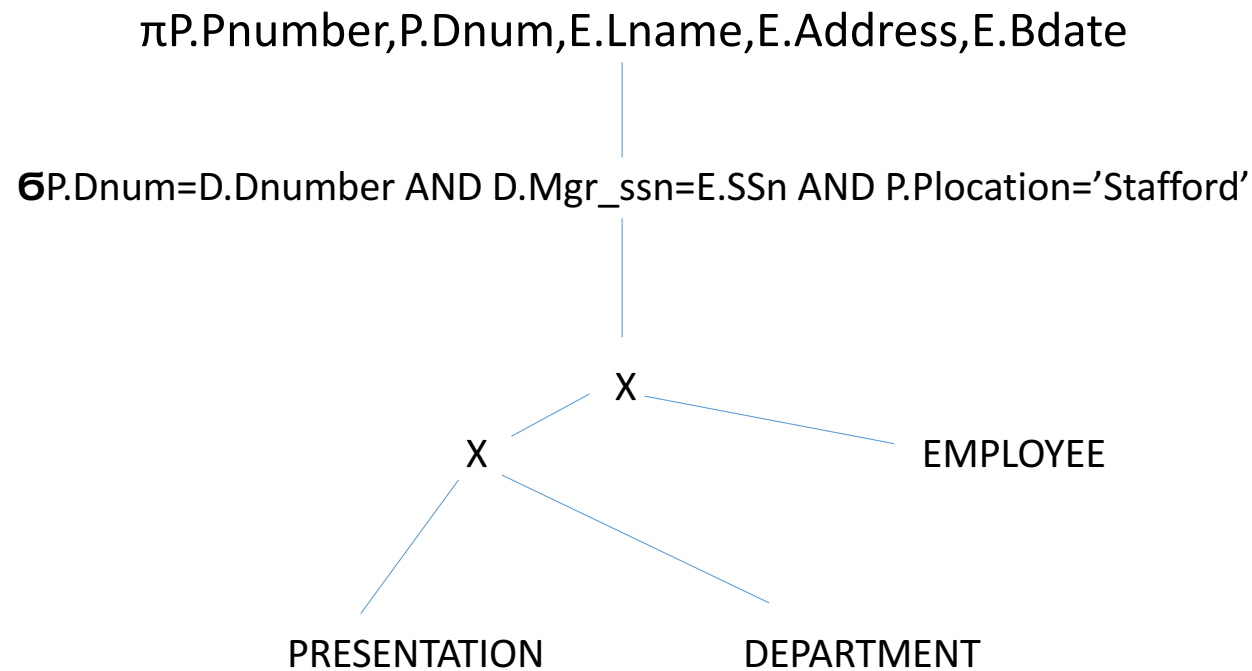 πP.Pnumber,P.Dnum,E.Lname,E.Address,E.Bdate
бP.Dnum=D.Dnumber AND D.Mgr_ssn=E.SSn AND P.Plocation=’Stafford’
X
X
EMPLOYEE
PRESENTATION
DEPARTMENT